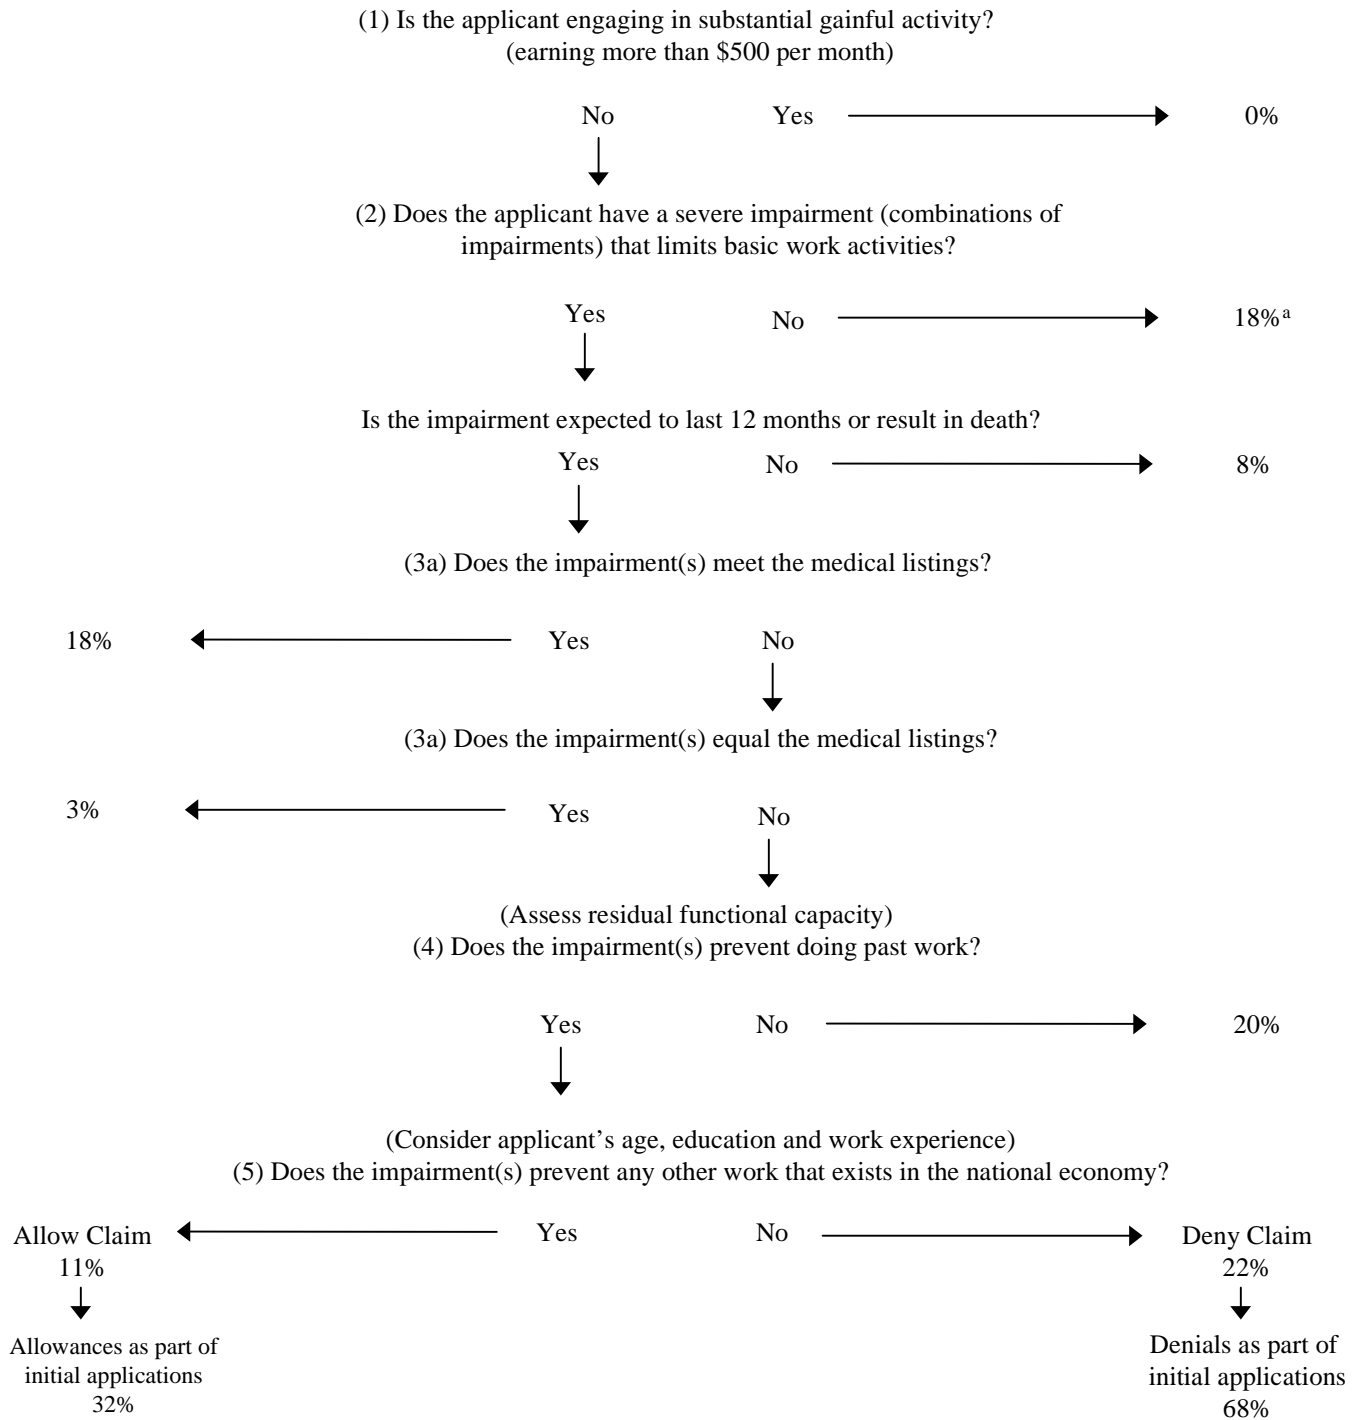 (1) Is the applicant engaging in substantial gainful activity?
(earning more than $500 per month)
No
Yes
0%
(2) Does the applicant have a severe impairment (combinations of
impairments) that limits basic work activities?
Yes
No
18%ᵃ
Is the impairment expected to last 12 months or result in death?
Yes
No
8%
(3a) Does the impairment(s) meet the medical listings?
18%
Yes
No
(3a) Does the impairment(s) equal the medical listings?
3%
Yes
No
(Assess residual functional capacity)
(4) Does the impairment(s) prevent doing past work?
Yes
No
20%
(Consider applicant’s age, education and work experience)
(5) Does the impairment(s) prevent any other work that exists in the national economy?
Allow Claim
11%
Yes
No
Deny Claim
22%
Allowances as part of
initial applications
32%
Denials as part of
initial applications
68%